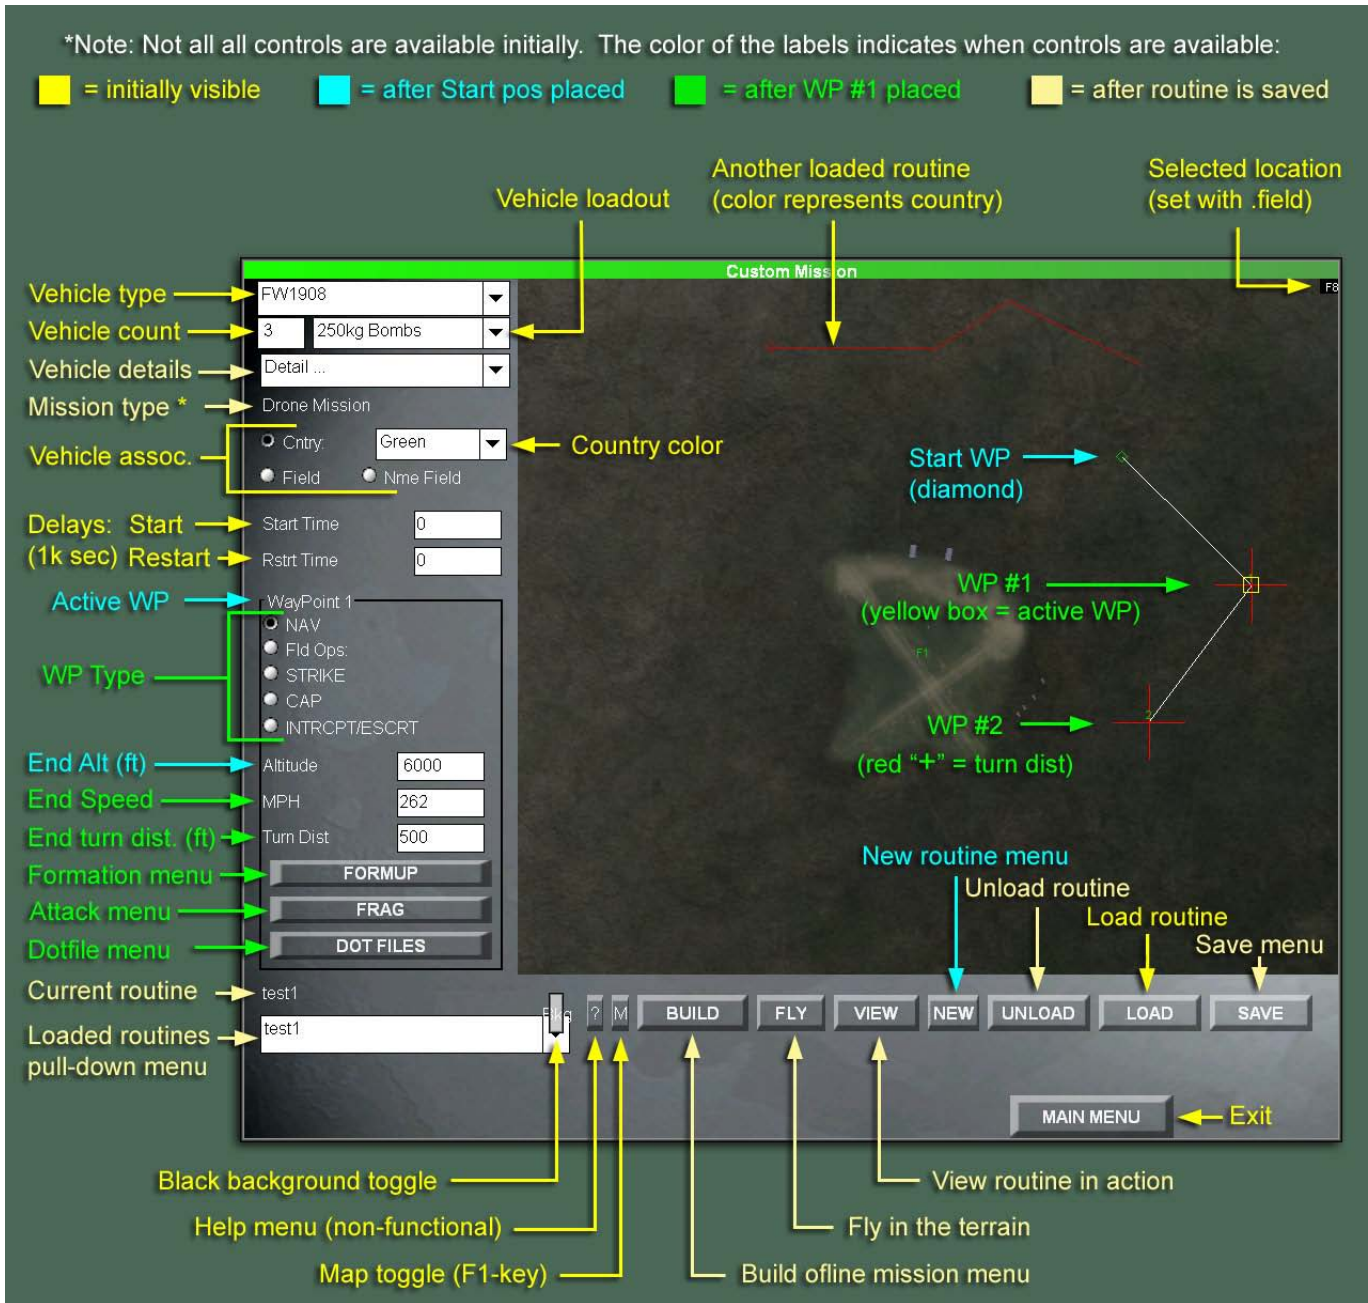 *Note: Not all all controls are available initially.  The color of the labels indicates when controls are available:
= initially visible
= after Start pos placed
= after WP #1 placed
= after routine is saved
Another loaded routine
(color represents country)
Selected location
(set with .field)
Vehicle loadout
Custom Mission
Vehicle type
FW1908
F8
Vehicle count
3
250kg Bombs
Vehicle details
Detail ...
Mission type *
Drone Mission
Vehicle assoc.
Cntry:
Green
Country color
Field
Nme Field
Start WP
(diamond)
Delays: Start
(1k sec) Restart
Start Time
0
Rstrt Time
0
Active WP
WayPoint 1
WP #1
(yellow box = active WP)
WP Type
NAV
Fld Ops:
STRIKE
CAP
INTRCPT/ESCRT
F1
WP #2
(red "+" = turn dist)
2
End Alt (ft)
Altitude
6000
End Speed
MPH
262
End turn dist. (ft)
Turn Dist
500
Formation menu
FORMUP
Attack menu
FRAG
Dotfile menu
DOT FILES
New routine menu
Unload routine
Load routine
Save menu
Current routine
test1
Loaded routines
pull-down menu
test1
?
M
BUILD
FLY
VIEW
NEW
UNLOAD
LOAD
SAVE
MAIN MENU
Exit
Black background toggle
View routine in action
Help menu (non-functional)
Fly in the terrain
Map toggle (F1-key)
Build ofline mission menu